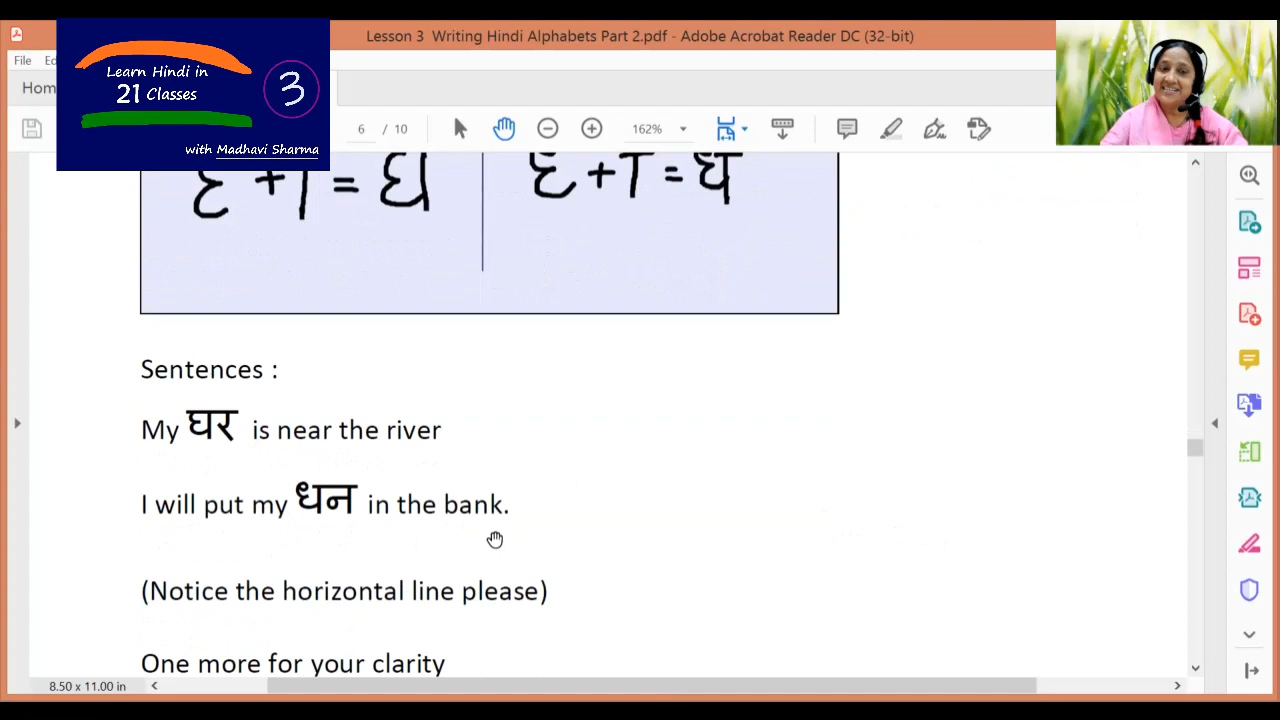 Lesson 3 Writing Hindi Alphabets Part 2.pdf - Adobe Acrobat Reader DC (32-bit)
Learn Hindi in
21 Classes
3
with Madhavi Sharma
File
Hom
6 / 10
162%
+ = घ
+ = ध
Sentences :
My घर is near the river
I will put my धन in the bank.
(Notice the horizontal line please)
One more for your clarity
8.50 x 11.00 in